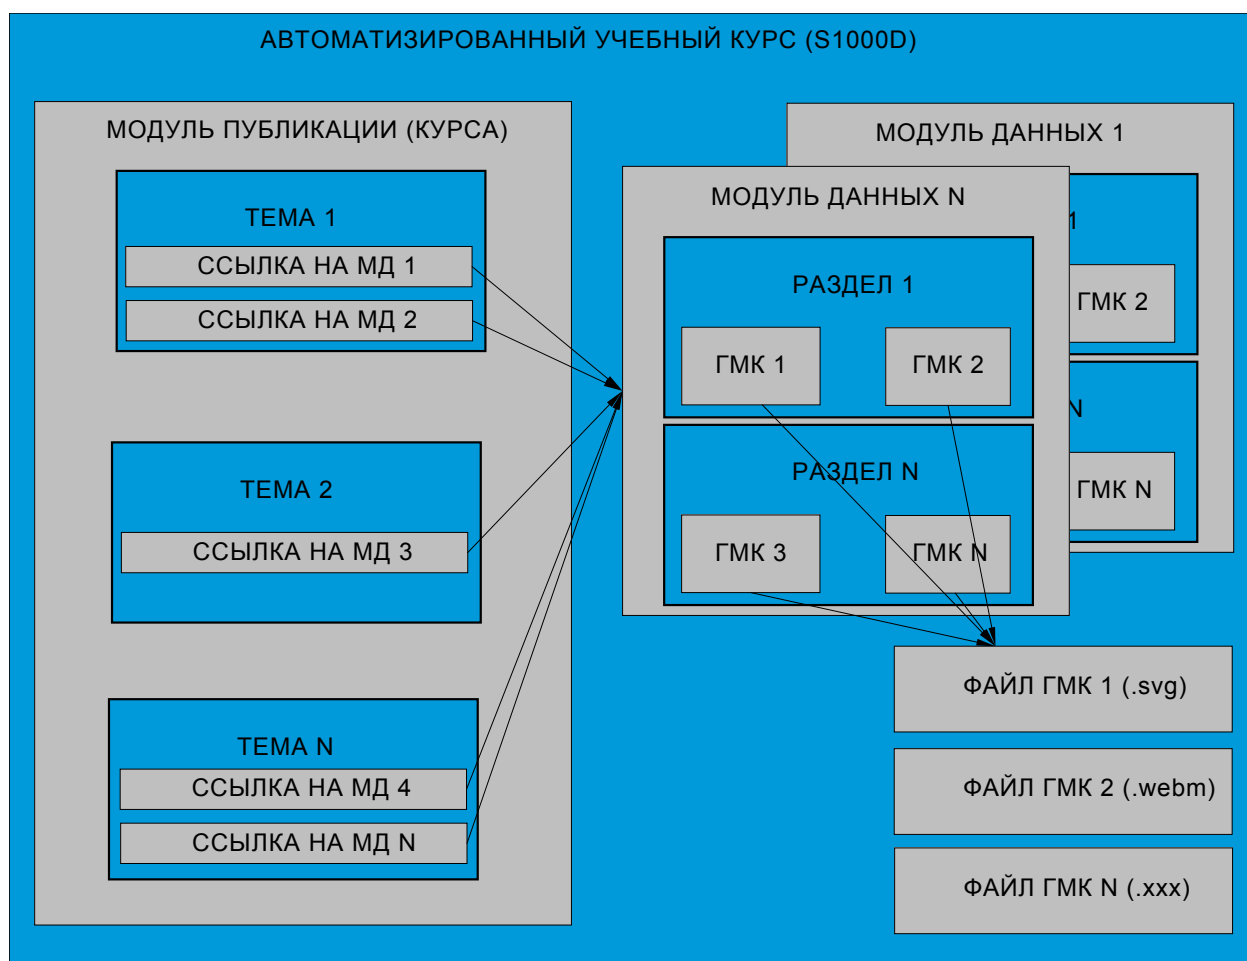 АВТОМАТИЗИРОВАННЫЙ УЧЕБНЫЙ КУРС (S1000D)
МОДУЛЬ ПУБЛИКАЦИИ (КУРСА)
ТЕМА 1
ССЫЛКА НА МД 1
ССЫЛКА НА МД 2
ТЕМА 2
ССЫЛКА НА МД 3
ТЕМА N
ССЫЛКА НА МД 4
ССЫЛКА НА МД N
МОДУЛЬ ДАННЫХ 1
1
ГМК 2
N
ГМК N
МОДУЛЬ ДАННЫХ N
РАЗДЕЛ 1
ГМК 1
ГМК 2
РАЗДЕЛ N
ГМК 3
ГМК N
ФАЙЛ ГМК 1 (.svg)
ФАЙЛ ГМК 2 (.webm)
ФАЙЛ ГМК N (.xxx)